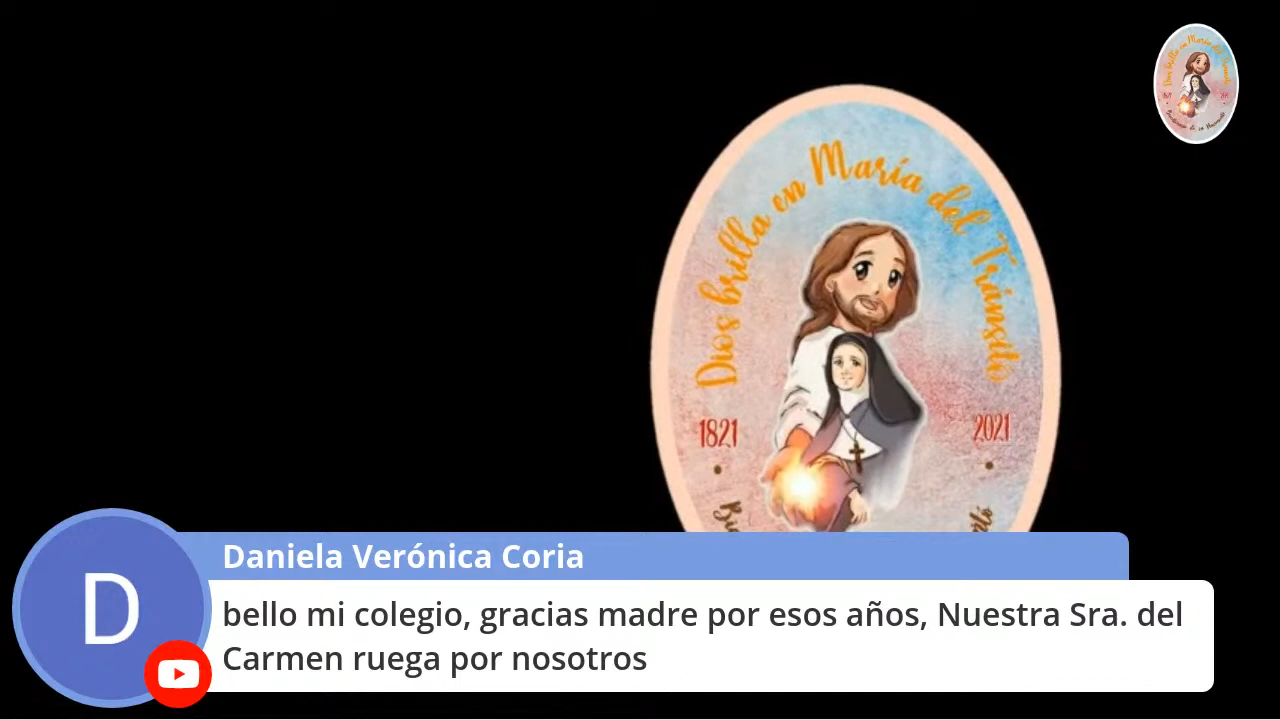 Dios brilla en María del Tránsito
1821
2021
Daniela Verónica Coria
D
bello mi colegio, gracias madre por esos años, Nuestra Sra. del
Carmen ruega por nosotros